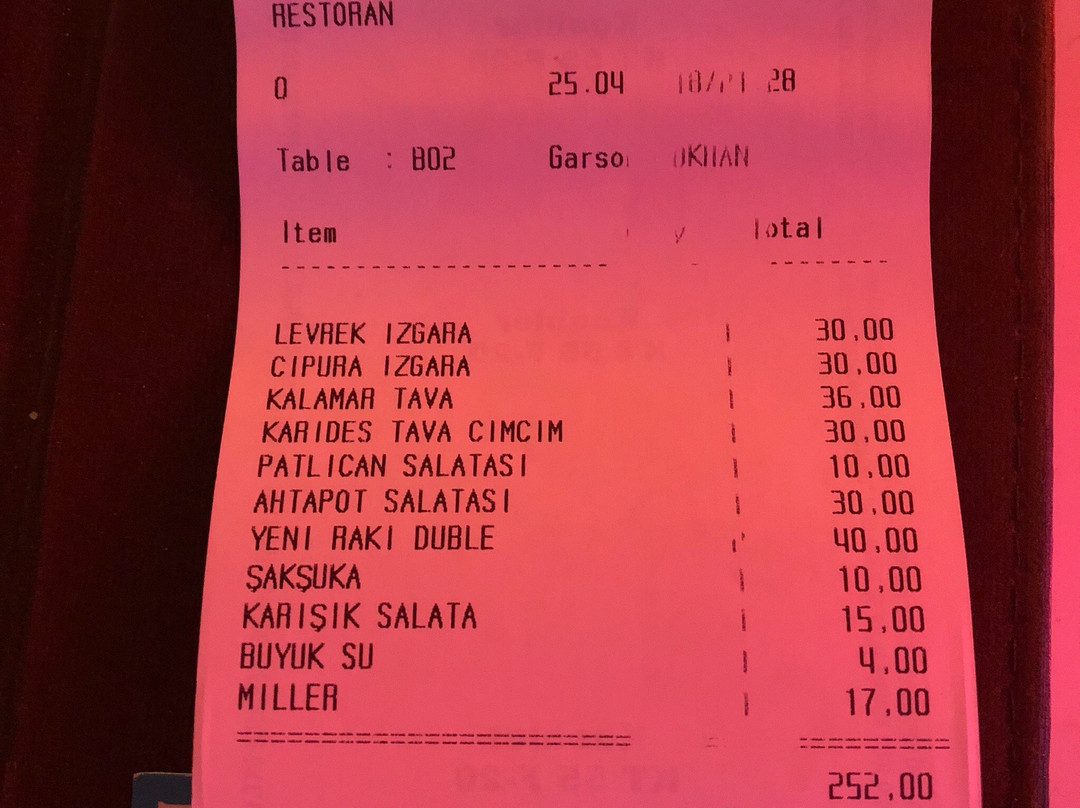 RESTORAN
0 25.04 28
Table : B02
Item Total
LEVREK IZGARA 1 30,00
CIPURA IZGARA 1 30,00
KALAMAR TAVA 1 36,00
KARIDES TAVA CIMCIM 1 30,00
PATLICAN SALATASI 1 10,00
AHTAPOT SALATASI 1 30,00
YENI RAKI DUBLE 40,00
ŞAKŞUKA 1 10,00
KARIŞIK SALATA 1 15,00
BUYUK SU 1 4,00
MILLER 1 17,00
252,00